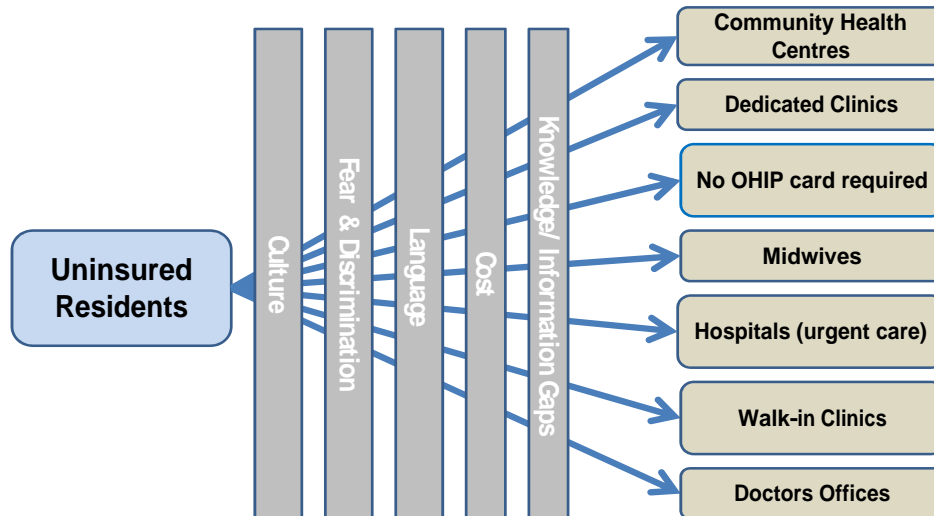 Uninsured
Residents
Culture
Fear & Discrimination
Language
Cost
Knowledge/ Information Gaps
Community Health
Centres
Dedicated Clinics
No OHIP card required
Midwives
Hospitals (urgent care)
Walk-in Clinics
Doctors Offices